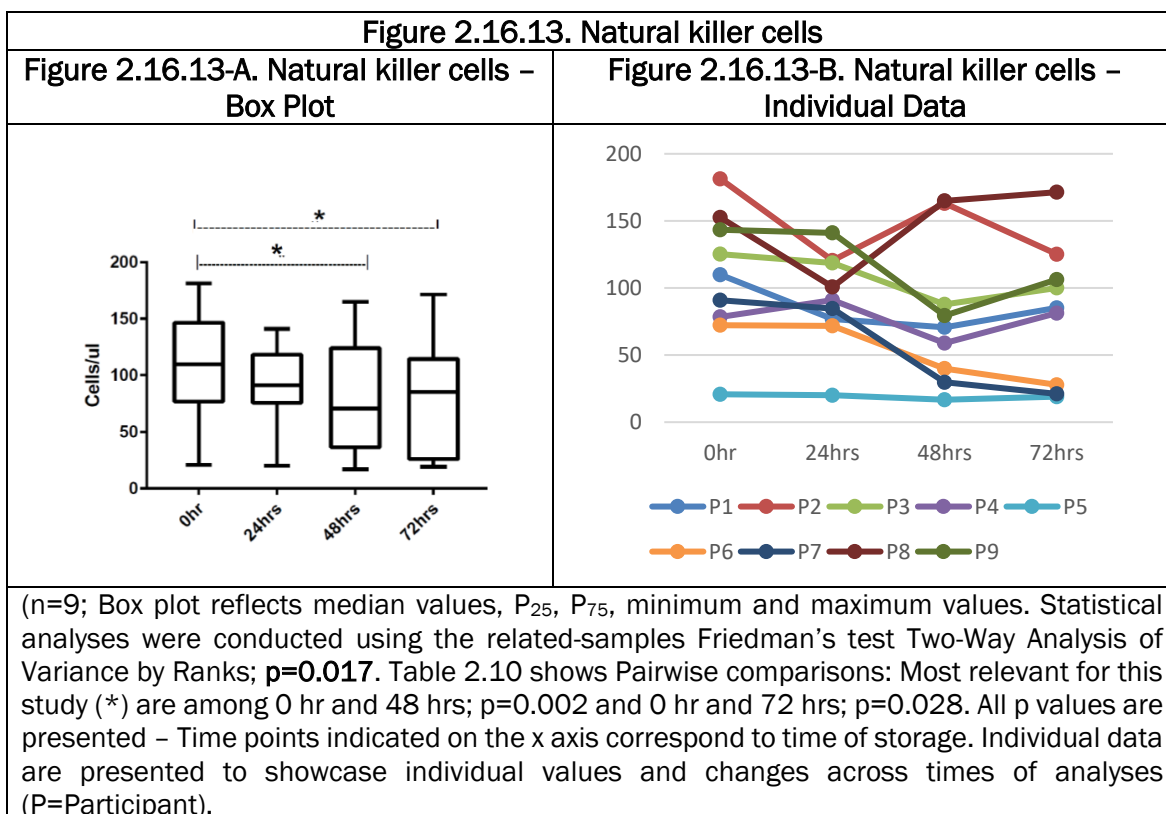 Figure 2.16.13. Natural killer cells
Figure 2.16.13-A. Natural killer cells –
Box Plot
Figure 2.16.13-B. Natural killer cells –
Individual Data
*
*
Cells/ul
200
150
100
50
0
0hr
24hrs
48hrs
72hrs
200
150
100
50
0
0hr 24hrs 48hrs 72hrs
P1 P2 P3 P4 P5
P6 P7 P8 P9
(n=9; Box plot reflects median values, P25, P75, minimum and maximum values. Statistical
analyses were conducted using the related-samples Friedman's test Two-Way Analysis of
Variance by Ranks; p=0.017. Table 2.10 shows Pairwise comparisons: Most relevant for this
study (*) are among 0 hr and 48 hrs; p=0.002 and 0 hr and 72 hrs; p=0.028. All p values are
presented – Time points indicated on the x axis correspond to time of storage. Individual data
are presented to showcase individual values and changes across times of analyses
(P=Participant).